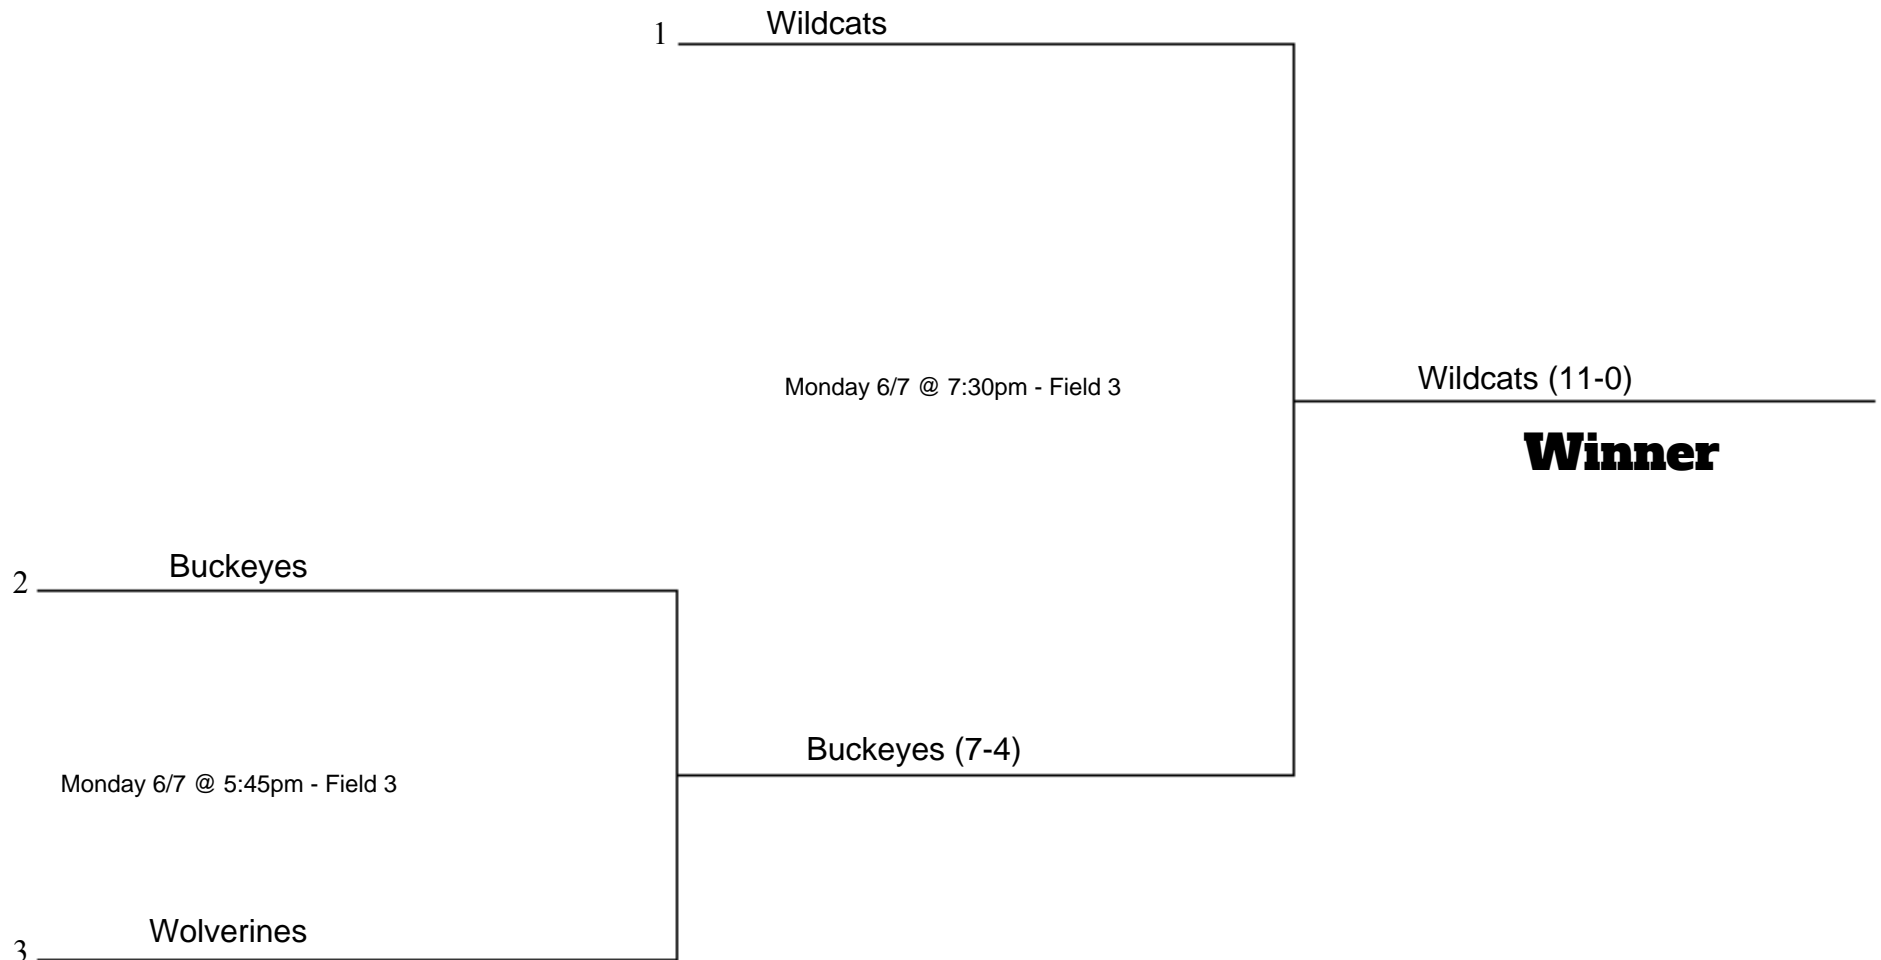 1 Wildcats
Monday 6/7 @ 7:30pm - Field 3
Wildcats (11-0)
Winner
2 Buckeyes
Buckeyes (7-4)
Monday 6/7 @ 5:45pm - Field 3
3 Wolverines